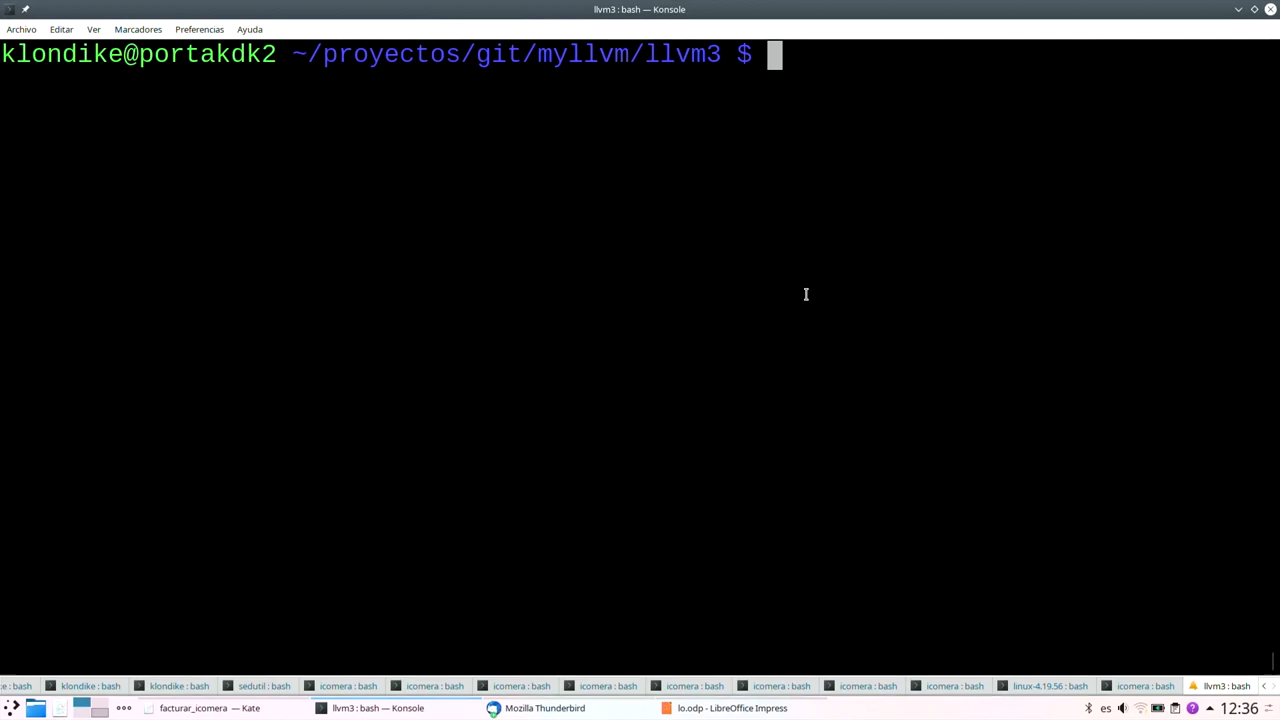 llvm3 : bash — Konsole
Archivo Editar Ver Marcadores Preferencias Ayuda
klondike@portakdk2 ~/proyectos/git/myllvm/llvm3 $
e : bash klondike : bash klondike : bash sedutil : bash icomera : bash icomera : bash icomera : bash icomera : bash icomera : bash icomera : bash icomera : bash icomera : bash linux-4.19.56 : bash icomera : bash llvm3 : bash
facturar_icomera — Kate llvm3 : bash — Konsole Mozilla Thunderbird lo.odp - LibreOffice Impress es 12:36